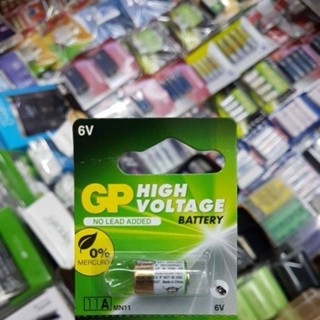 6V
GP HIGH VOLTAGE
NO LEAD ADDED BATTERY
0%
MERCURY
11A MN11
6V